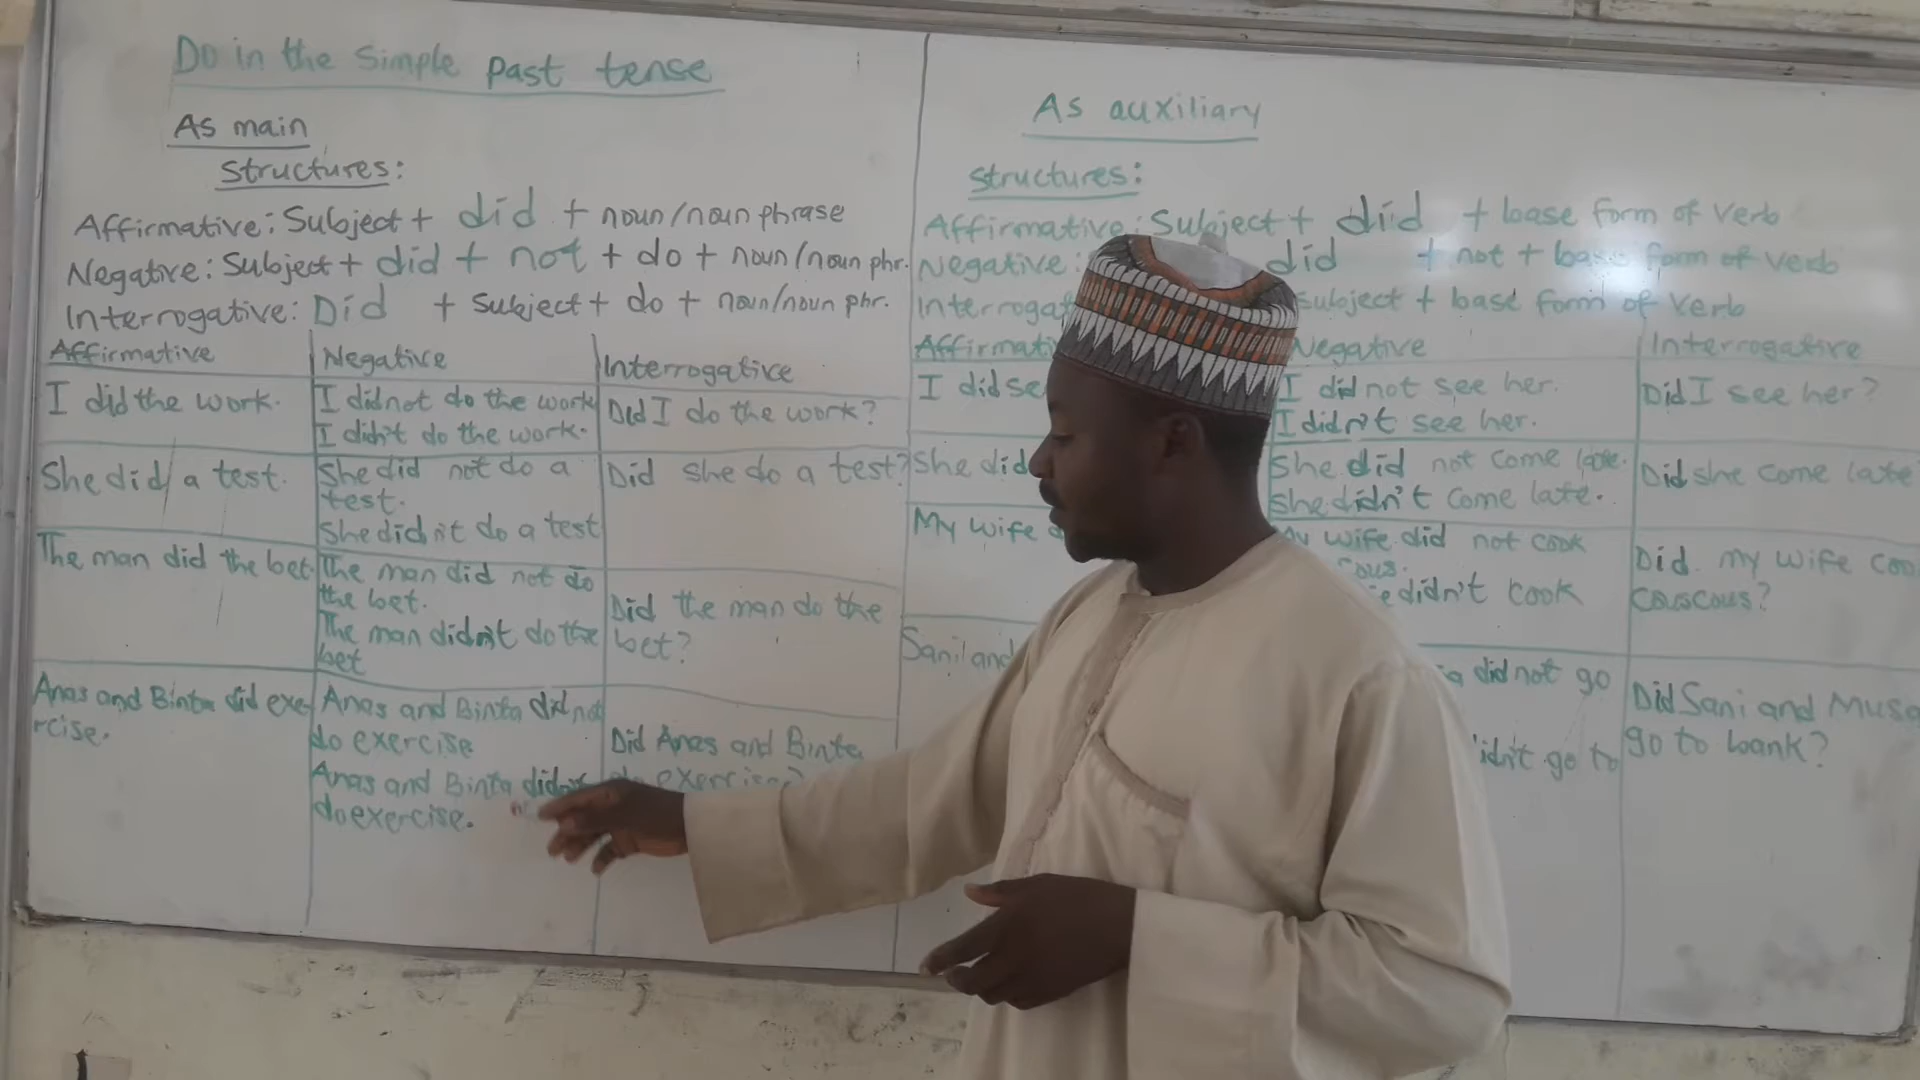 Do in the simple past tense
As main
Structures:
Affirmative: Subject + did + noun/noun phrase
Negative: Subject + did + not + do + noun/noun phr.
Interrogative: Did + subject + do + noun/noun phr.
Affirmative
Negative
Interrogative
I did the work.
I did not do the work
I didn't do the work.
Did I do the work?
She did a test.
She did not do a
test.
She didn't do a test
Did she do a test?
The man did the bet.
The man did not do
the bet.
The man didn't do the
bet
Did the man do the
bet?
Anas and Binta did exe-
rcise.
Anas and Binta did not
do exercise
Anas and Binta didn't
do exercise.
Did Anas and Binta
do exercise?
As auxiliary
Structures:
Affirmative: Subject + did + base form of verb
Negative: did + not + base form of verb
subject + base form of verb
Negative
Interrogative
I did
I did not see her.
I didn't see her.
Did I see her?
She did
She did not come late.
She didn't come late.
Did she come late
My wife
wife did not cook
didn't cook
Did my wife
couscous?
Sani and
did not go
go to
Did Sani and Musa
go to bank?